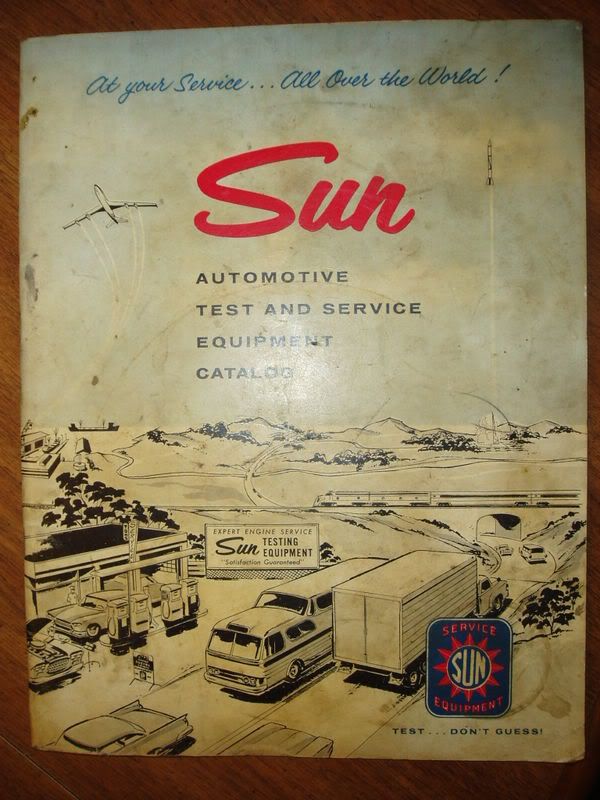 At your Service... All Over the World!
Sun
AUTOMOTIVE
TEST AND SERVICE
EQUIPMENT
CATALOG
EXPERT ENGINE SERVICE
Sun TESTING
EQUIPMENT
"Satisfaction Guaranteed"
SERVICE
SUN
EQUIPMENT
TEST...DON'T GUESS!